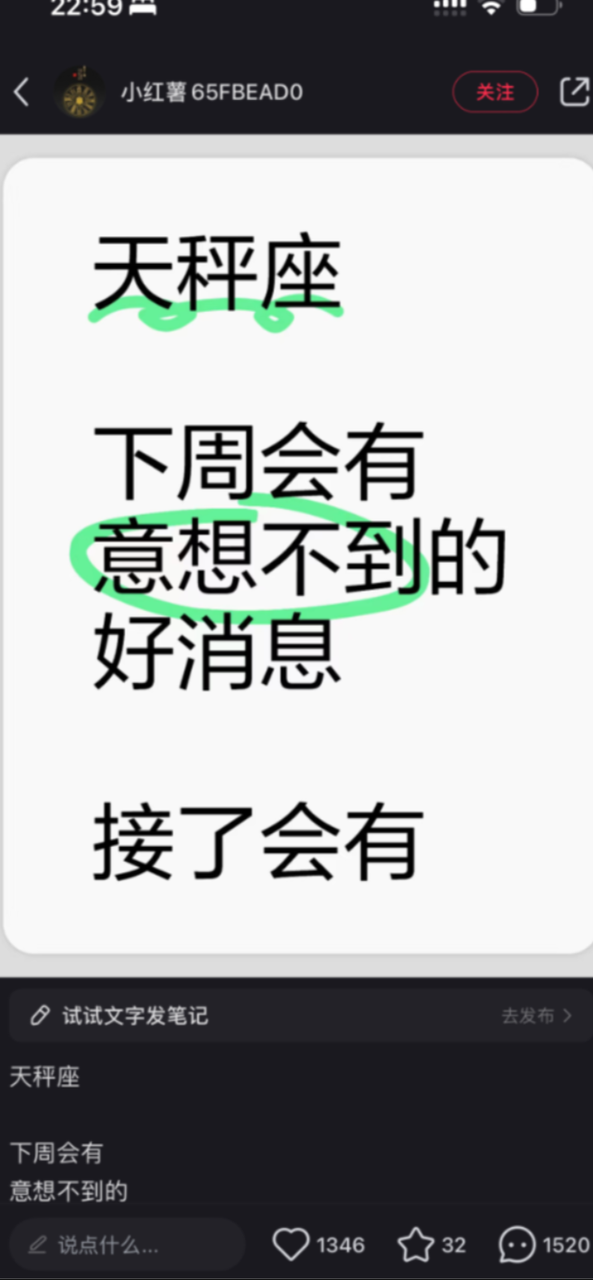 22:59
小红薯65FBEAD0
关注
天秤座
下周会有
意想不到的
好消息
接了会有
试试文字发笔记
去发布
天秤座
下周会有
意想不到的
说点什么...
1346
32
1520